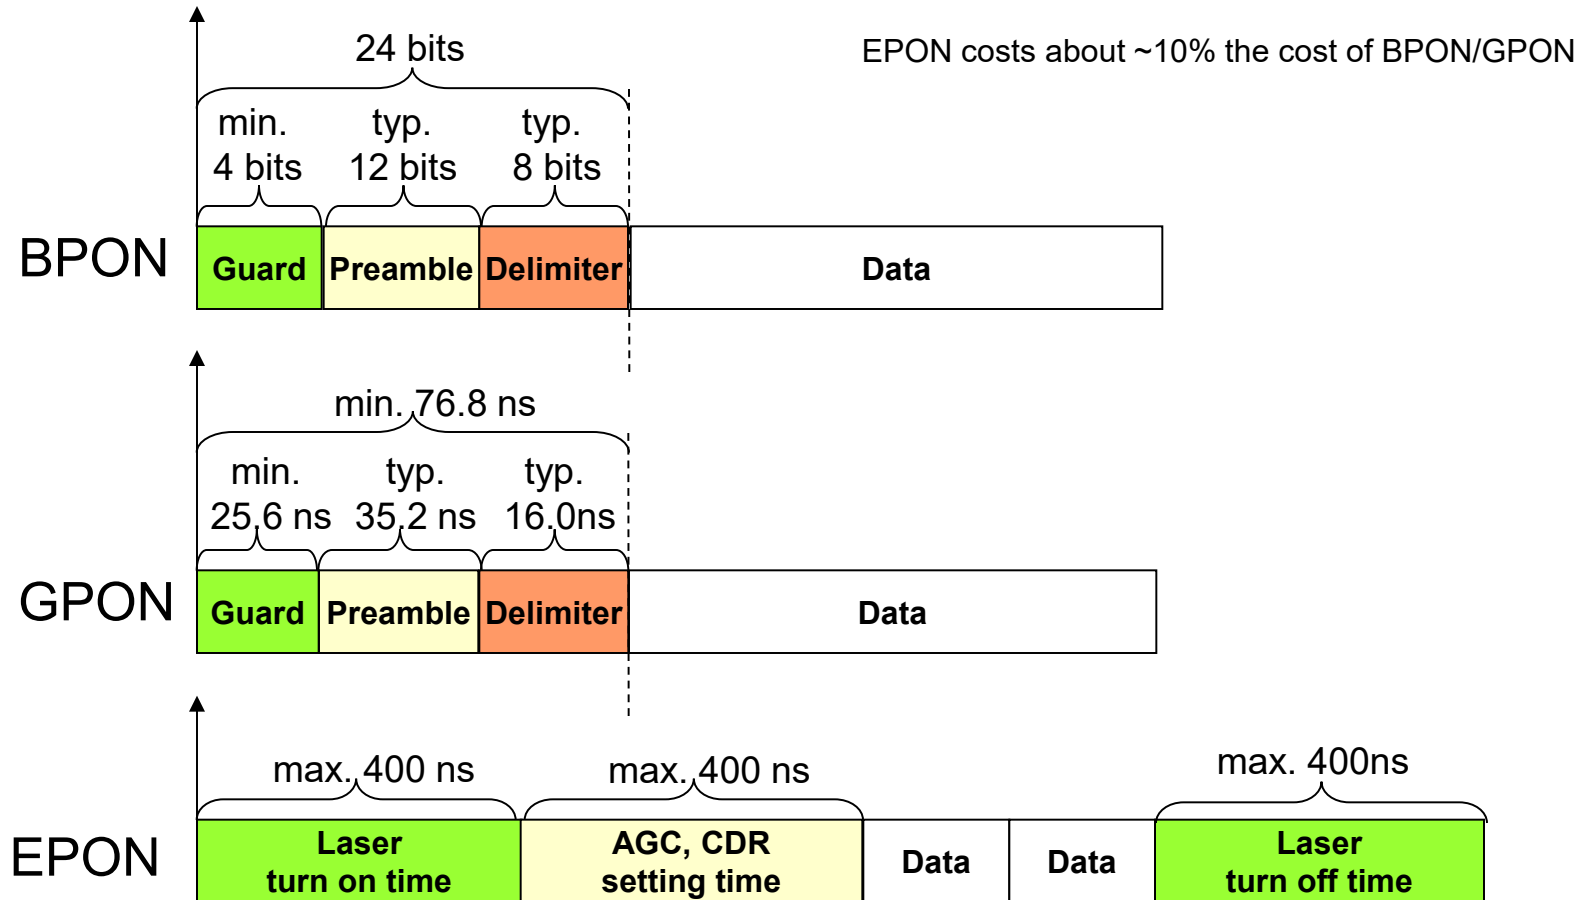 24 bits
EPON costs about ~10% the cost of BPON/GPON
min. typ. typ.
4 bits 12 bits 8 bits
BPON Guard Preamble Delimiter Data
min. 76.8 ns
min. typ. typ.
25.6 ns 35.2 ns 16.0ns
GPON Guard Preamble Delimiter Data
max. 400 ns max. 400 ns max. 400ns
EPON
Laser
turn on time
AGC, CDR
setting time
Data
Data
Laser
turn off time